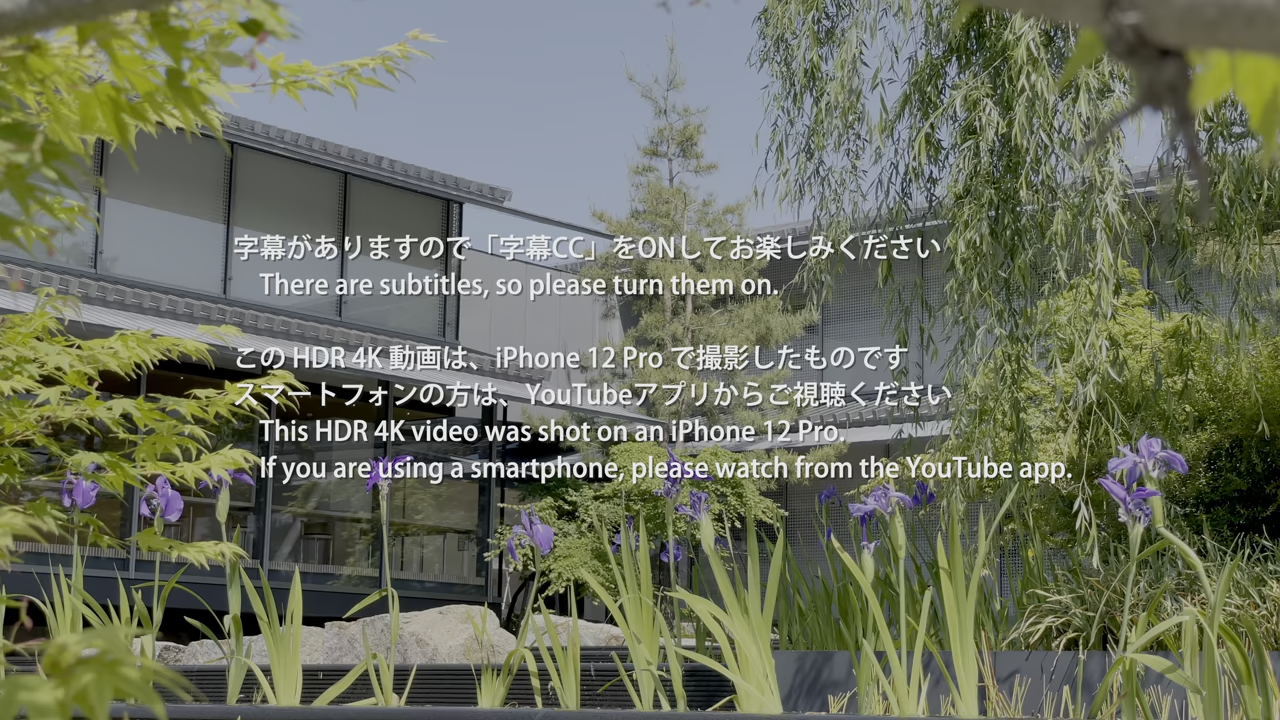 字幕がありますので「字幕CC」をONしてお楽しみください
There are subtitles, so please turn them on.
この HDR 4K 動画は、iPhone 12 Pro で撮影したものです
スマートフォンの方は、YouTubeアプリからご視聴ください
This HDR 4K video was shot on an iPhone 12 Pro.
If you are using a smartphone, please watch from the YouTube app.